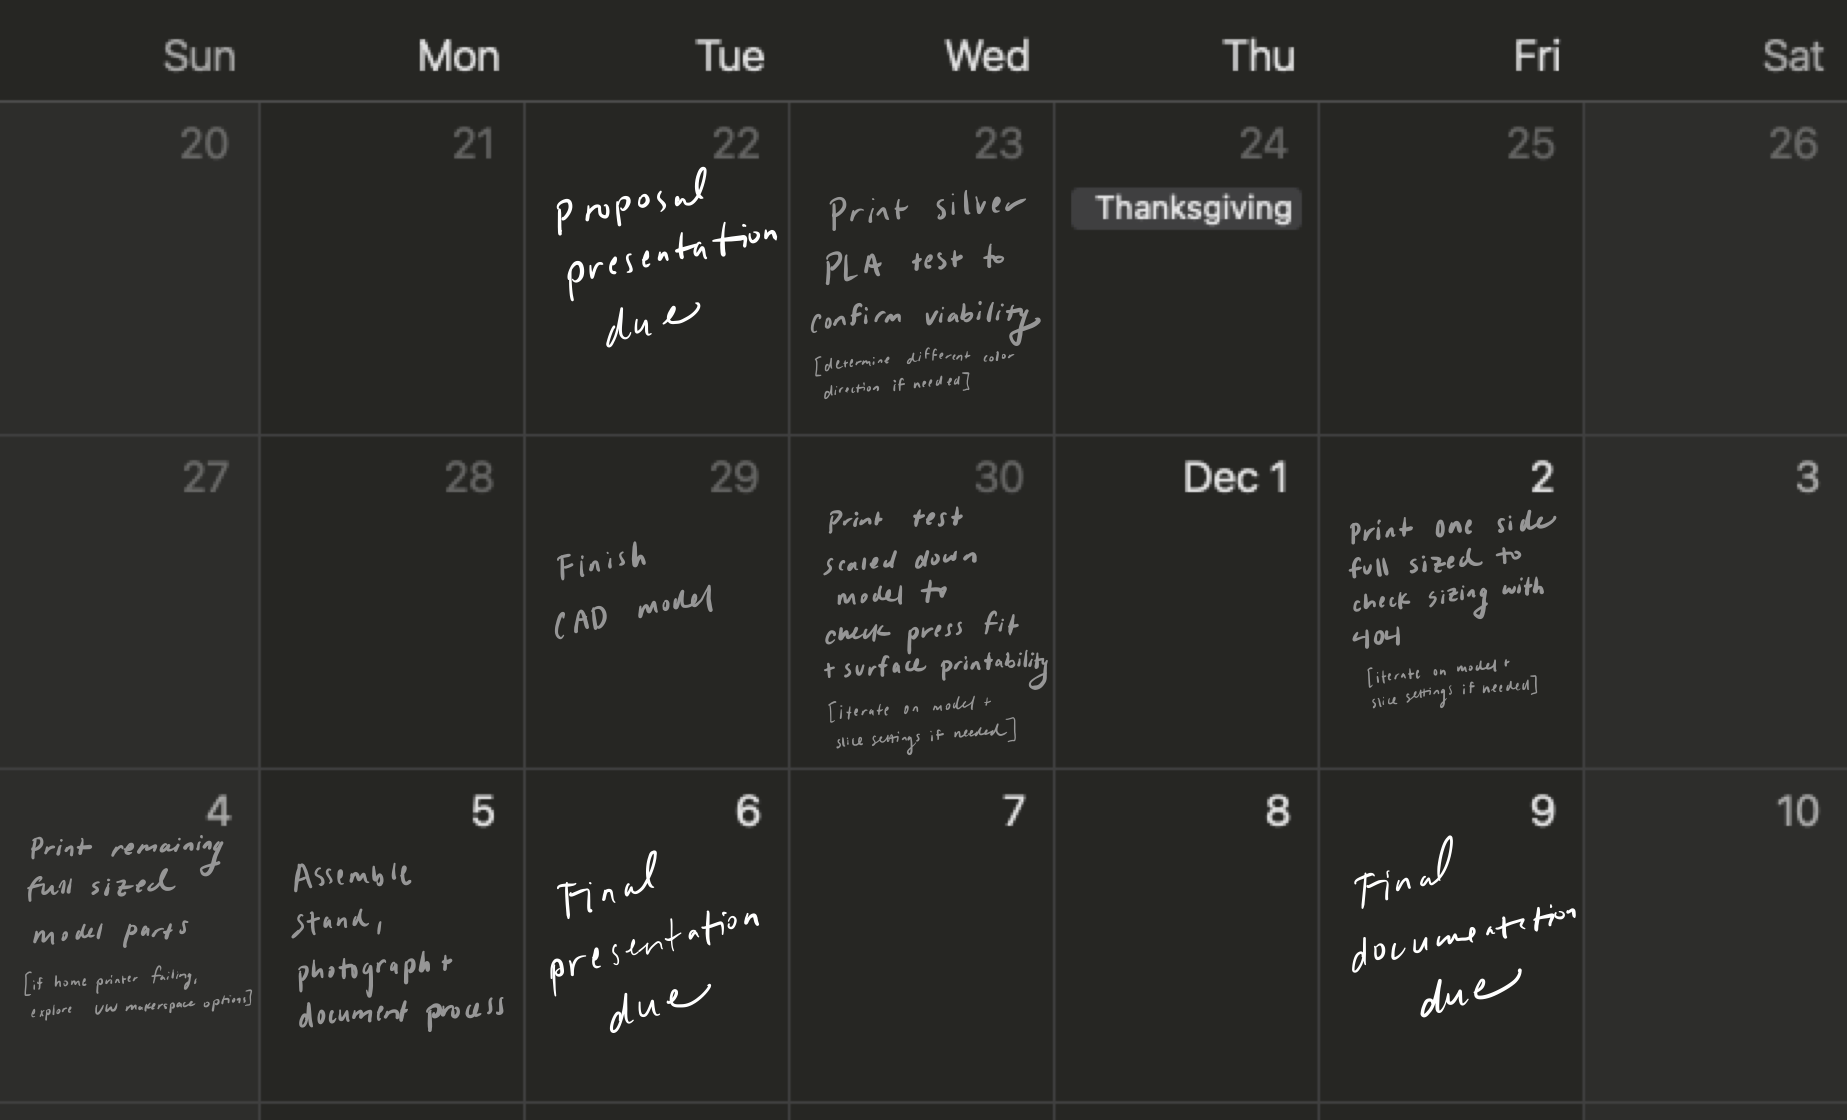 Sun Mon Tue Wed Thu Fri Sat
20 21 22 23 24 25 26
Proposal
presentation
due
Print silver
PLA test to
confirm viability
[determine different color
direction if needed]
Thanksgiving
27 28 29 30 Dec 1 2 3
Finish
CAD model
Print test
scaled down
model to
check press fit
+ surface printability
[iterate on model +
slice settings if needed]
Print one side
full sized to
check sizing with
404
[iterate on model +
slice settings if needed]
4 5 6 7 8 9 10
Print remaining
full sized
model parts
[if home printer failing,
explore UW makerspace options]
Assemble
stand,
photograph +
document process
Final
presentation
due
Final
documentation
due